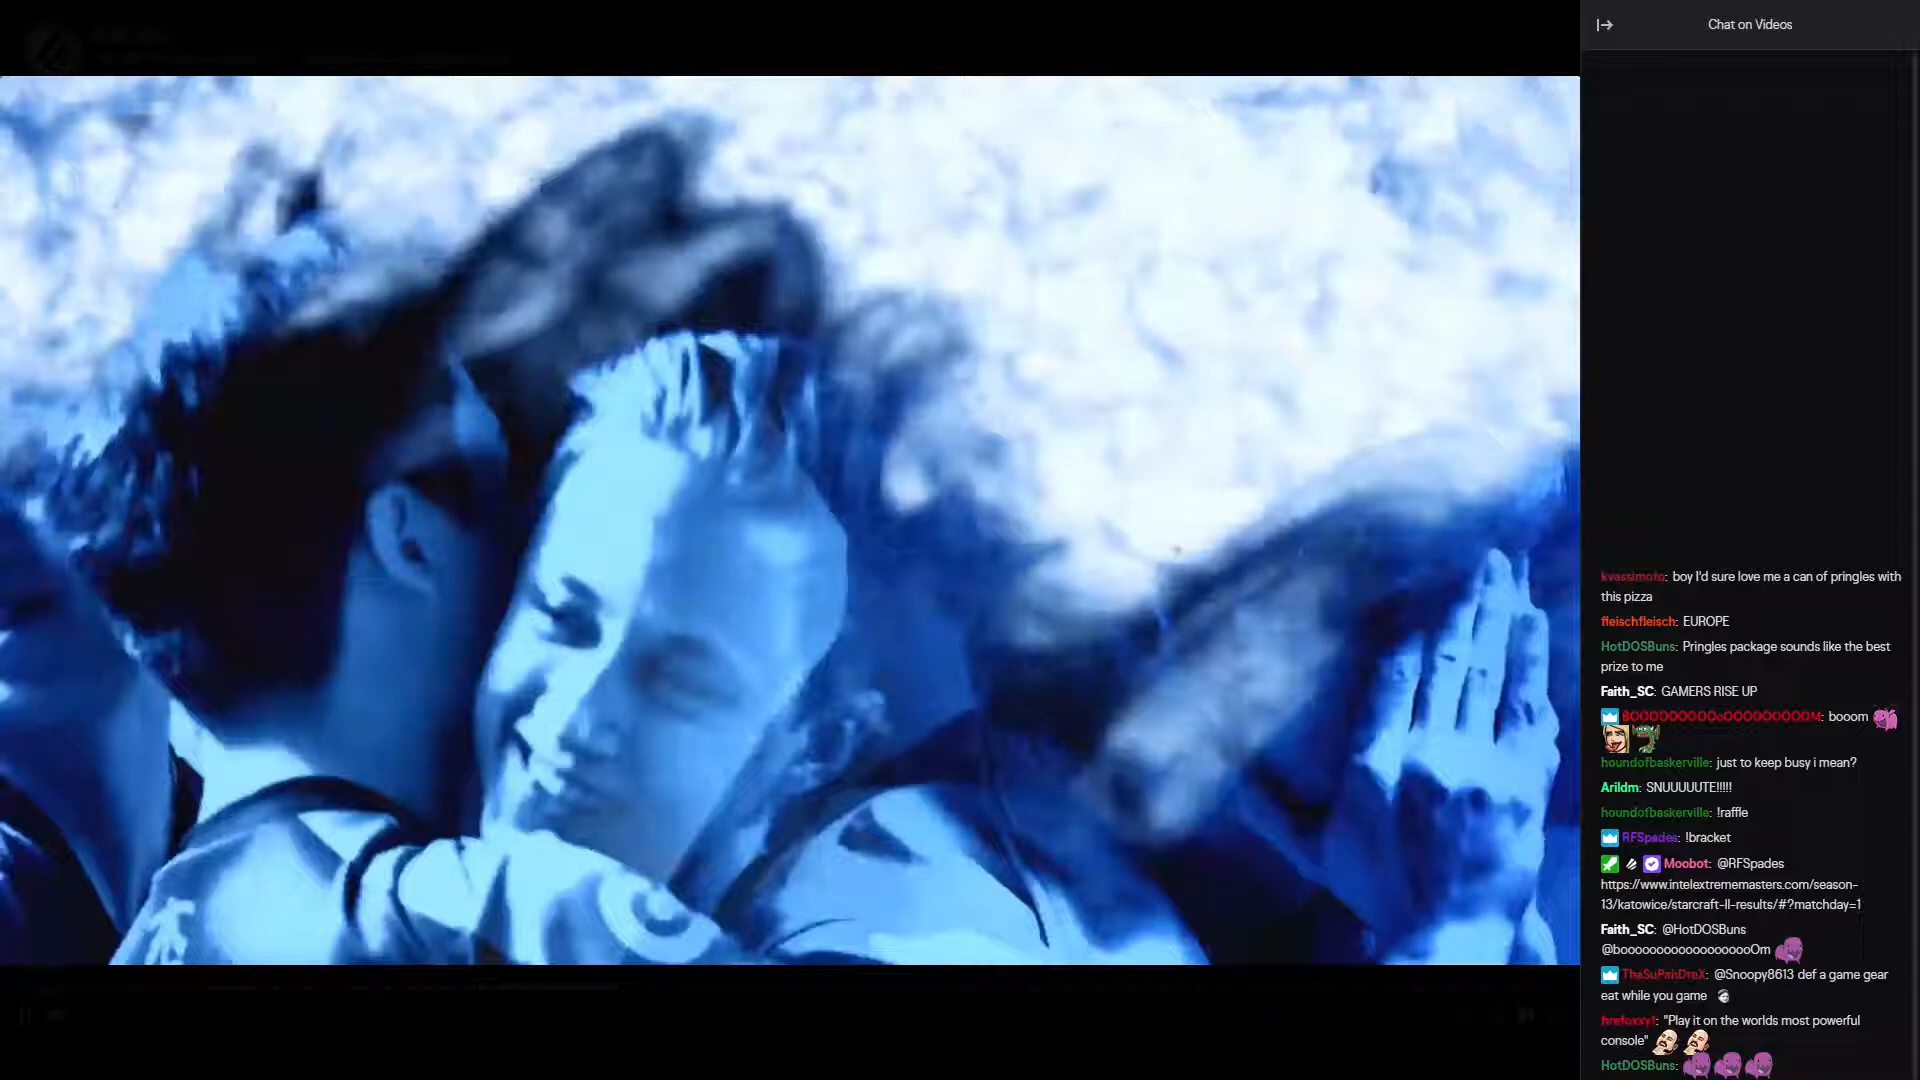 Chat on Videos
kvassimoto: boy I'd sure love me a can of pringles with
this pizza
fleischfleisch: EUROPE
HotDOSBuns: Pringles package sounds like the best
prize to me
Faith_SC: GAMERS RISE UP
: booom
houndofbaskerville: just to keep busy i mean?
Arildm: SNUUUUUTE!!!!!
houndofbaskerville: !raffle
RFSpades: !bracket
Moobot: @RFSpades
https://www.intelextrememasters.com/season-
13/katowice/starcraft-II-results/#?matchday=1
Faith_SC: @HotDOSBuns
: @Snoopy8613 def a game gear
eat while you game
firefoxxy1: "Play it on the worlds most powerful
console"
HotDOSBuns: